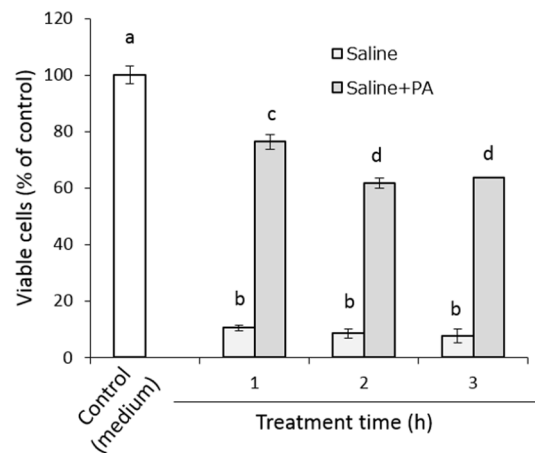 120
100
80
60
40
20
0
Viable cells (% of control)
a
b
c
b
d
b
d
Saline
Saline+PA
Control
(medium)
1
2
3
Treatment time (h)